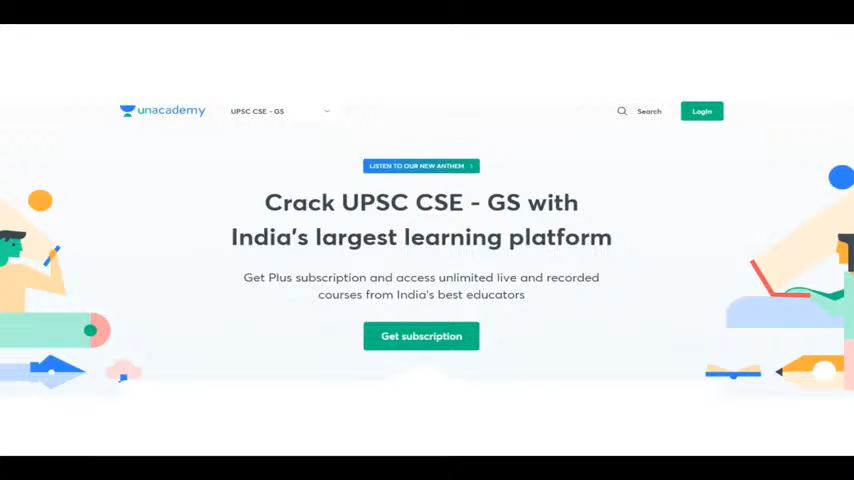 unacademy
UPSC CSE - GS
Search
Login
LISTEN TO OUR NEW ANTHEM
Crack UPSC CSE - GS with
India's largest learning platform
Get Plus subscription and access unlimited live and recorded
courses from India's best educators
Get subscription